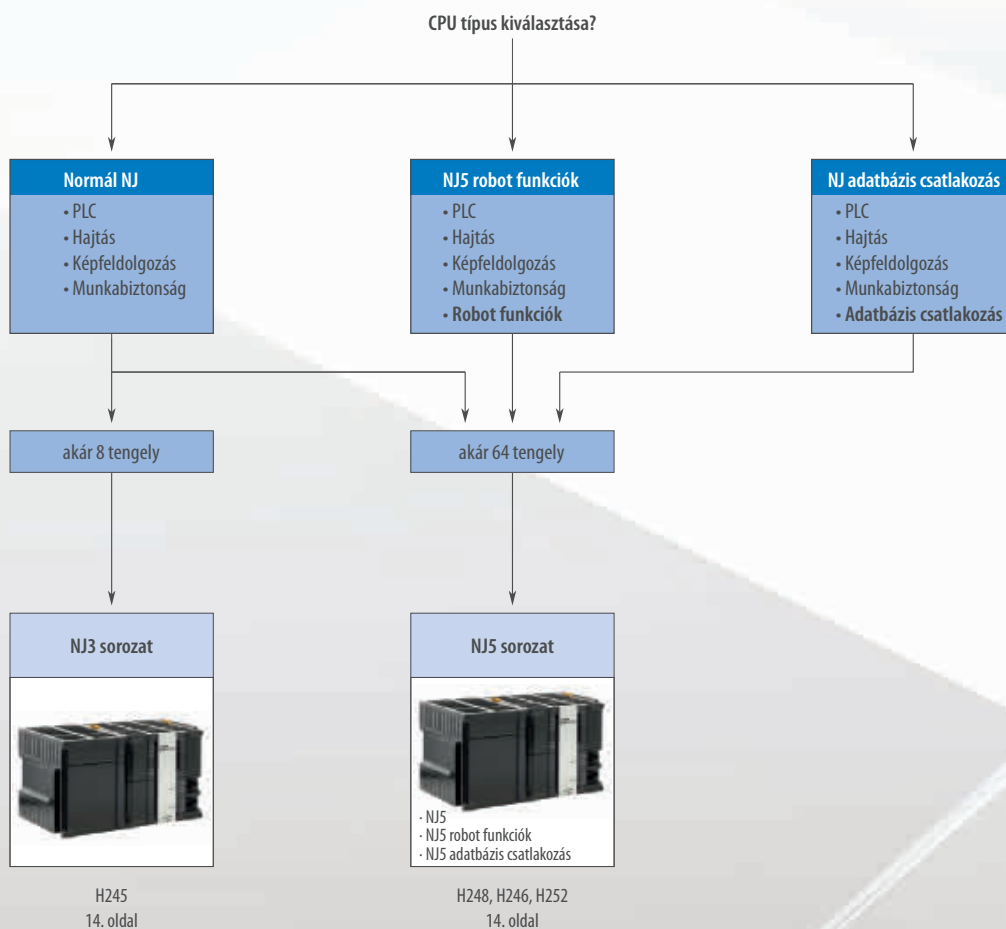 CPU típus kiválasztása?
Normál NJ
• PLC
• Hajtás
• Képfeldolgozás
• Munkabiztonság
NJ5 robot funkciók
• PLC
• Hajtás
• Képfeldolgozás
• Munkabiztonság
• Robot funkciók
NJ adatbázis csatlakozás
• PLC
• Hajtás
• Képfeldolgozás
• Munkabiztonság
• Adatbázis csatlakozás
akár 8 tengely
akár 64 tengely
NJ3 sorozat
NJ5 sorozat
· NJ5
· NJ5 robot funkciók
· NJ5 adatbázis csatlakozás
H245
14. oldal
H248, H246, H252
14. oldal